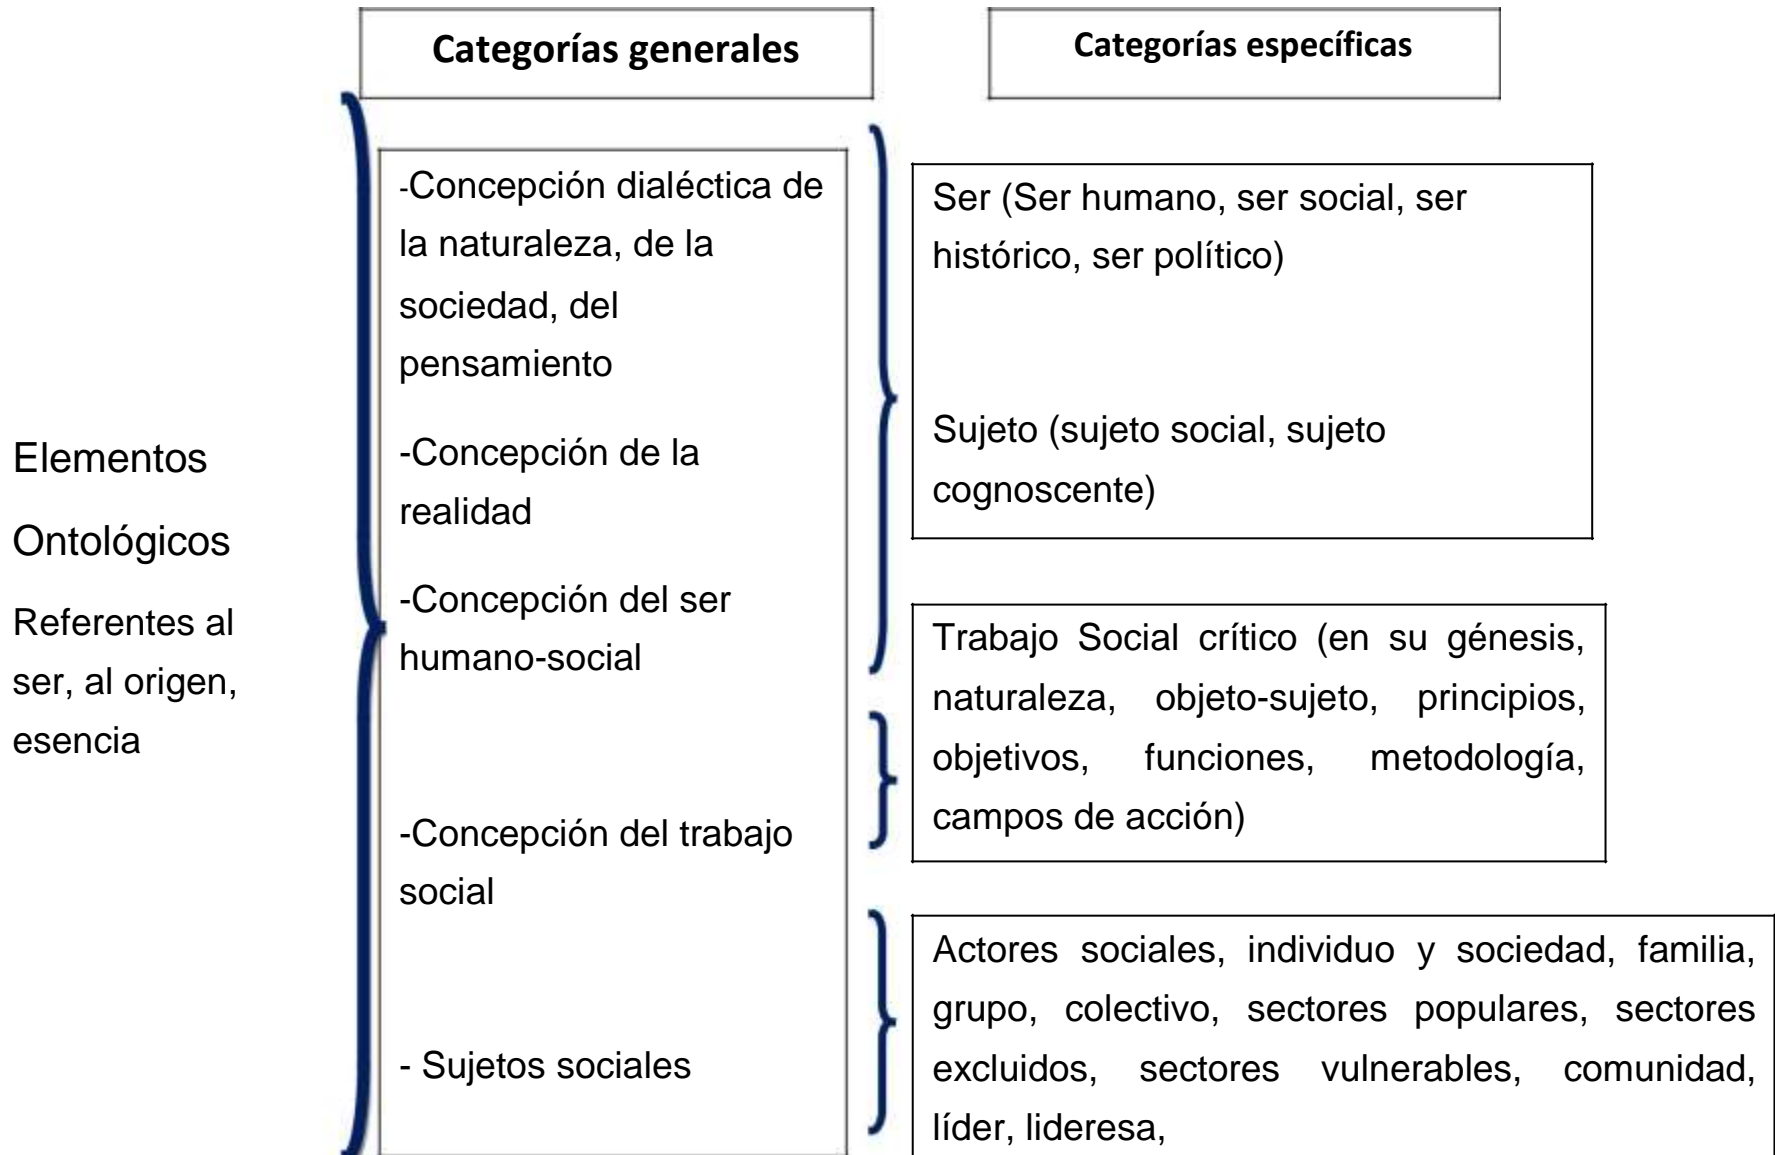 Categorías generales
Categorías específicas
Elementos
Ontológicos
Referentes al
ser, al origen,
esencia
-Concepción dialéctica de
la naturaleza, de la
sociedad, del
pensamiento
-Concepción de la
realidad
-Concepción del ser
humano-social
-Concepción del trabajo
social
- Sujetos sociales
Ser (Ser humano, ser social, ser
histórico, ser político)
Sujeto (sujeto social, sujeto
cognoscente)
Trabajo Social crítico (en su génesis,
naturaleza, objeto-sujeto, principios,
objetivos, funciones, metodología,
campos de acción)
Actores sociales, individuo y sociedad, familia,
grupo, colectivo, sectores populares, sectores
excluidos, sectores vulnerables, comunidad,
líder, lideresa,